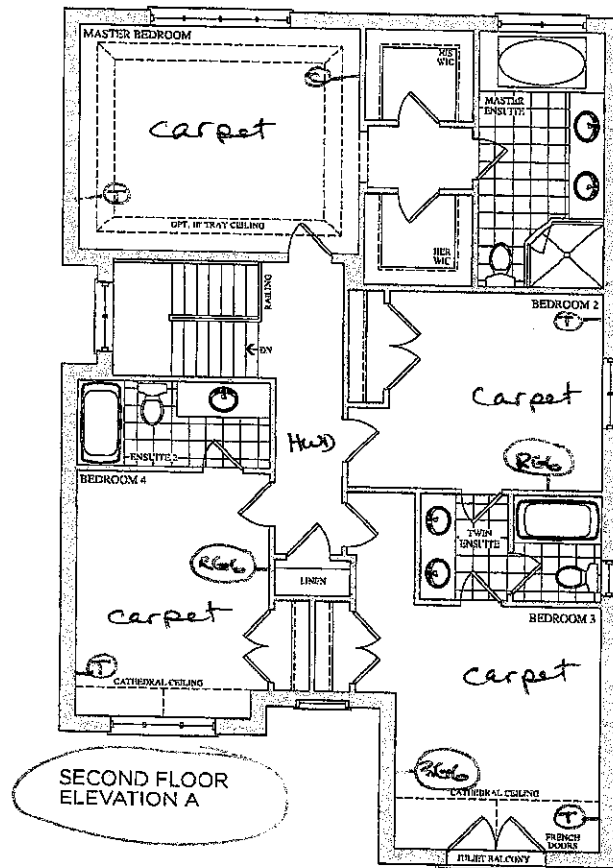 MASTER BEDROOM
HIS
WIC
MASTER
ENSUITE
carpet
T
OPT. 10' TRAY CEILING
HER
WIC
RAILING
DN
BEDROOM 2
T
carpet
HWD
RG6
ENSUITE 2
BEDROOM 4
TWIN
ENSUITE
RG6
LINEN
carpet
BEDROOM 3
carpet
T
CATHEDRAL CEILING
SECOND FLOOR
ELEVATION A
CATHEDRAL CEILING
T
FRENCH
DOORS
JULIET BALCONY